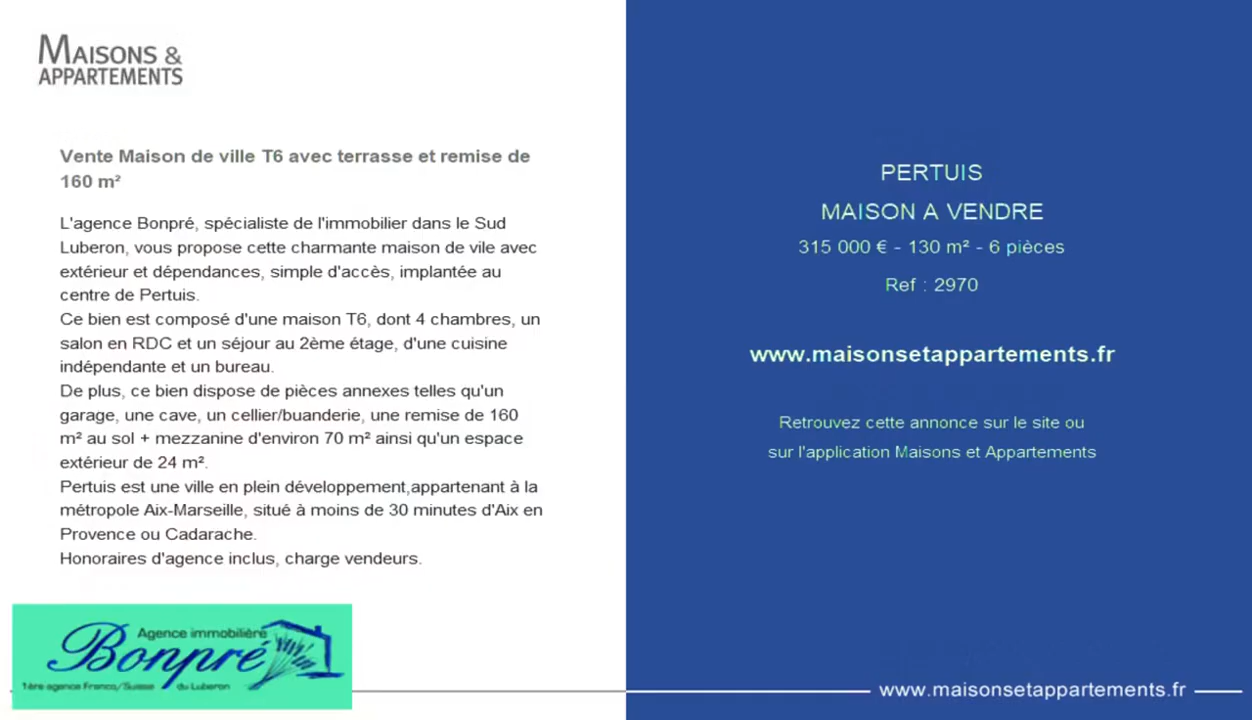 MAISONS &
APPARTEMENTS
Vente Maison de ville T6 avec terrasse et remise de
160 m²
L'agence Bonpré, spécialiste de l'immobilier dans le Sud
Luberon, vous propose cette charmante maison de vile avec
extérieur et dépendances, simple d'accès, implantée au
centre de Pertuis.
Ce bien est composé d'une maison T6, dont 4 chambres, un
salon en RDC et un séjour au 2ème étage, d'une cuisine
indépendante et un bureau.
De plus, ce bien dispose de pièces annexes telles qu'un
garage, une cave, un cellier/buanderie, une remise de 160
m² au sol + mezzanine d'environ 70 m² ainsi qu'un espace
extérieur de 24 m².
Pertuis est une ville en plein développement,appartenant à la
métropole Aix-Marseille, situé à moins de 30 minutes d'Aix en
Provence ou Cadarache.
Honoraires d'agence inclus, charge vendeurs.
Agence immobilière
Bonpré
1ère agence Franco/Suisse du Luberon
PERTUIS
MAISON A VENDRE
315 000 € - 130 m² - 6 pièces
Ref : 2970
www.maisonsetappartements.fr
Retrouvez cette annonce sur le site ou
sur l'application Maisons et Appartements
www.maisonsetappartements.fr